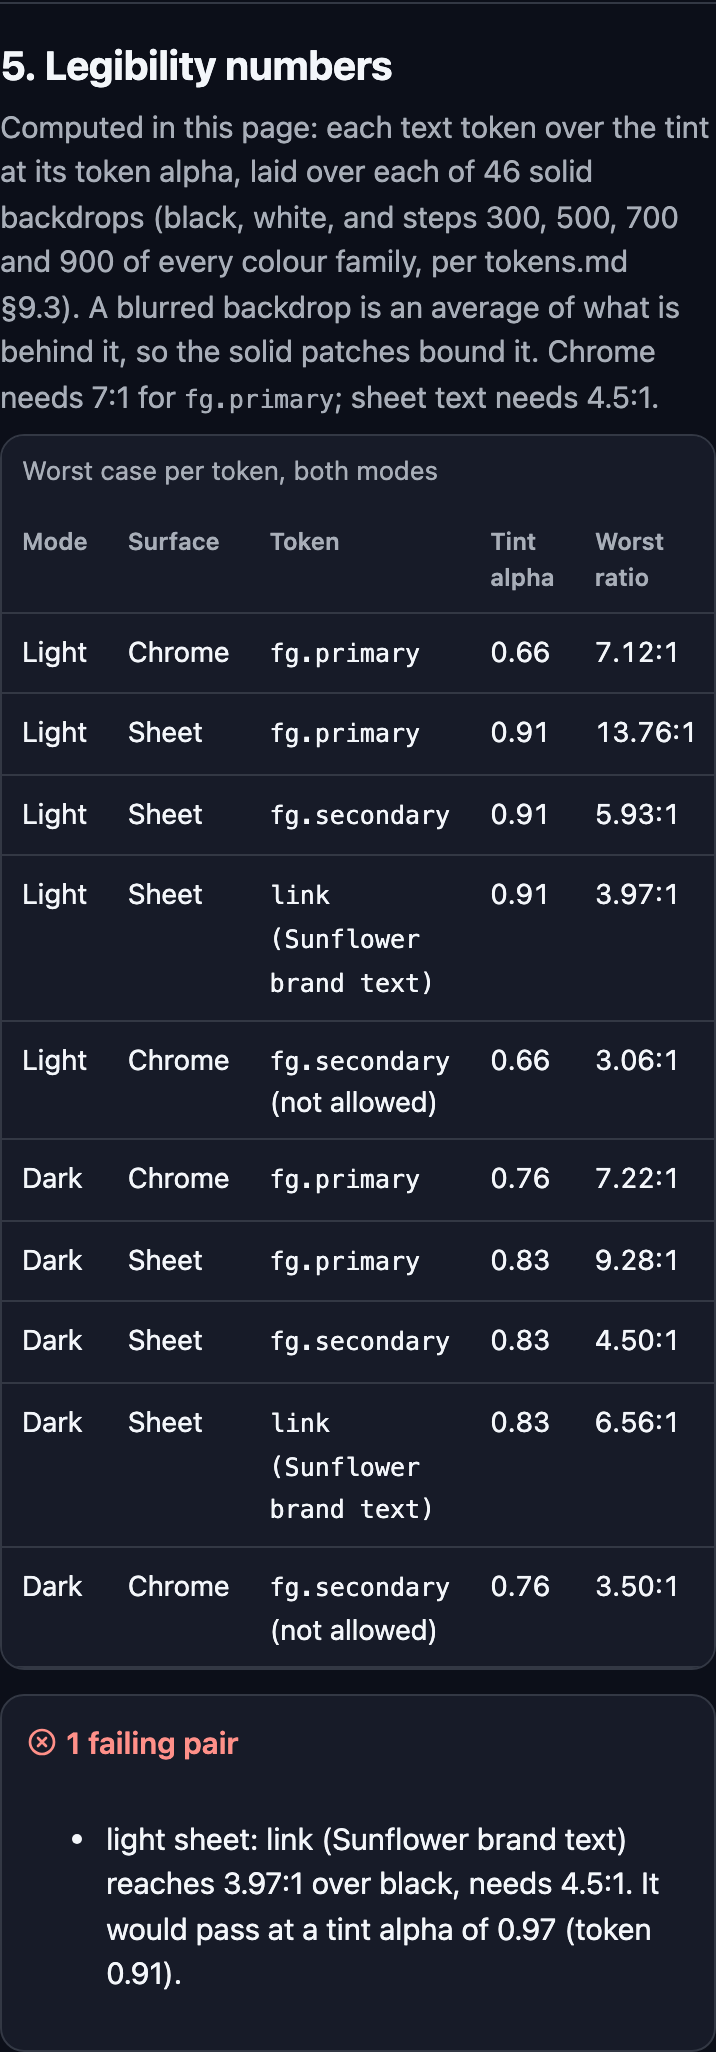 5. Legibility numbers
Computed in this page: each text token over the tint
at its token alpha, laid over each of 46 solid
backdrops (black, white, and steps 300, 500, 700
and 900 of every colour family, per tokens.md
§9.3). A blurred backdrop is an average of what is
behind it, so the solid patches bound it. Chrome
needs 7:1 for fg.primary; sheet text needs 4.5:1.
Worst case per token, both modes
Mode Surface Token Tint alpha Worst ratio
Light Chrome fg.primary 0.66 7.12:1
Light Sheet fg.primary 0.91 13.76:1
Light Sheet fg.secondary 0.91 5.93:1
Light Sheet link 0.91 3.97:1
(Sunflower
brand text)
Light Chrome fg.secondary 0.66 3.06:1
(not allowed)
Dark Chrome fg.primary 0.76 7.22:1
Dark Sheet fg.primary 0.83 9.28:1
Dark Sheet fg.secondary 0.83 4.50:1
Dark Sheet link 0.83 6.56:1
(Sunflower
brand text)
Dark Chrome fg.secondary 0.76 3.50:1
(not allowed)
1 failing pair
• light sheet: link (Sunflower brand text)
reaches 3.97:1 over black, needs 4.5:1. It
would pass at a tint alpha of 0.97 (token
0.91).